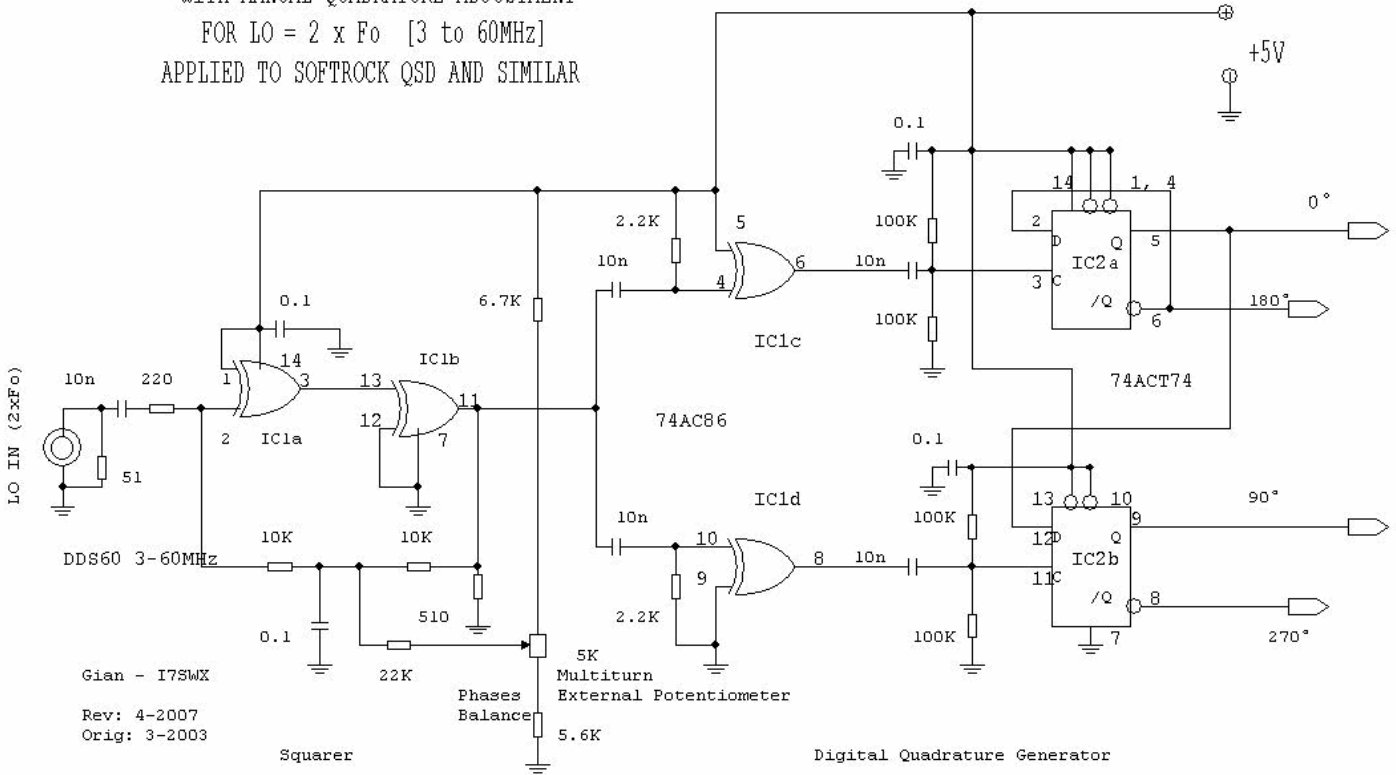 FOR LO = 2 x Fo [3 to 60MHz]
APPLIED TO SOFTROCK QSD AND SIMILAR
+5V
0.1
14
1, 4
0°
2.2K
5
100K
2
D
Q
5
10n
6
10n
IC2a
4
3
C
/Q
6
180°
6.7K
0.1
IC1c
100K
14
IC1b
74ACT74
10n
220
1
3
13
11
12
74AC86
2
IC1a
7
0.1
LO IN (2xFo)
51
IC1d
13
10
90°
9
10n
100K
10K
10K
10
12
D
Q
DDS60 3-60MHz
9
8
10n
IC2b
11
C
510
/Q
8
0.1
2.2K
100K
7
270°
5K
Gian - I7SWX
22K
Multiturn
Phases
External Potentiometer
Balance
Rev: 4-2007
Orig: 3-2003
5.6K
Squarer
Digital Quadrature Generator